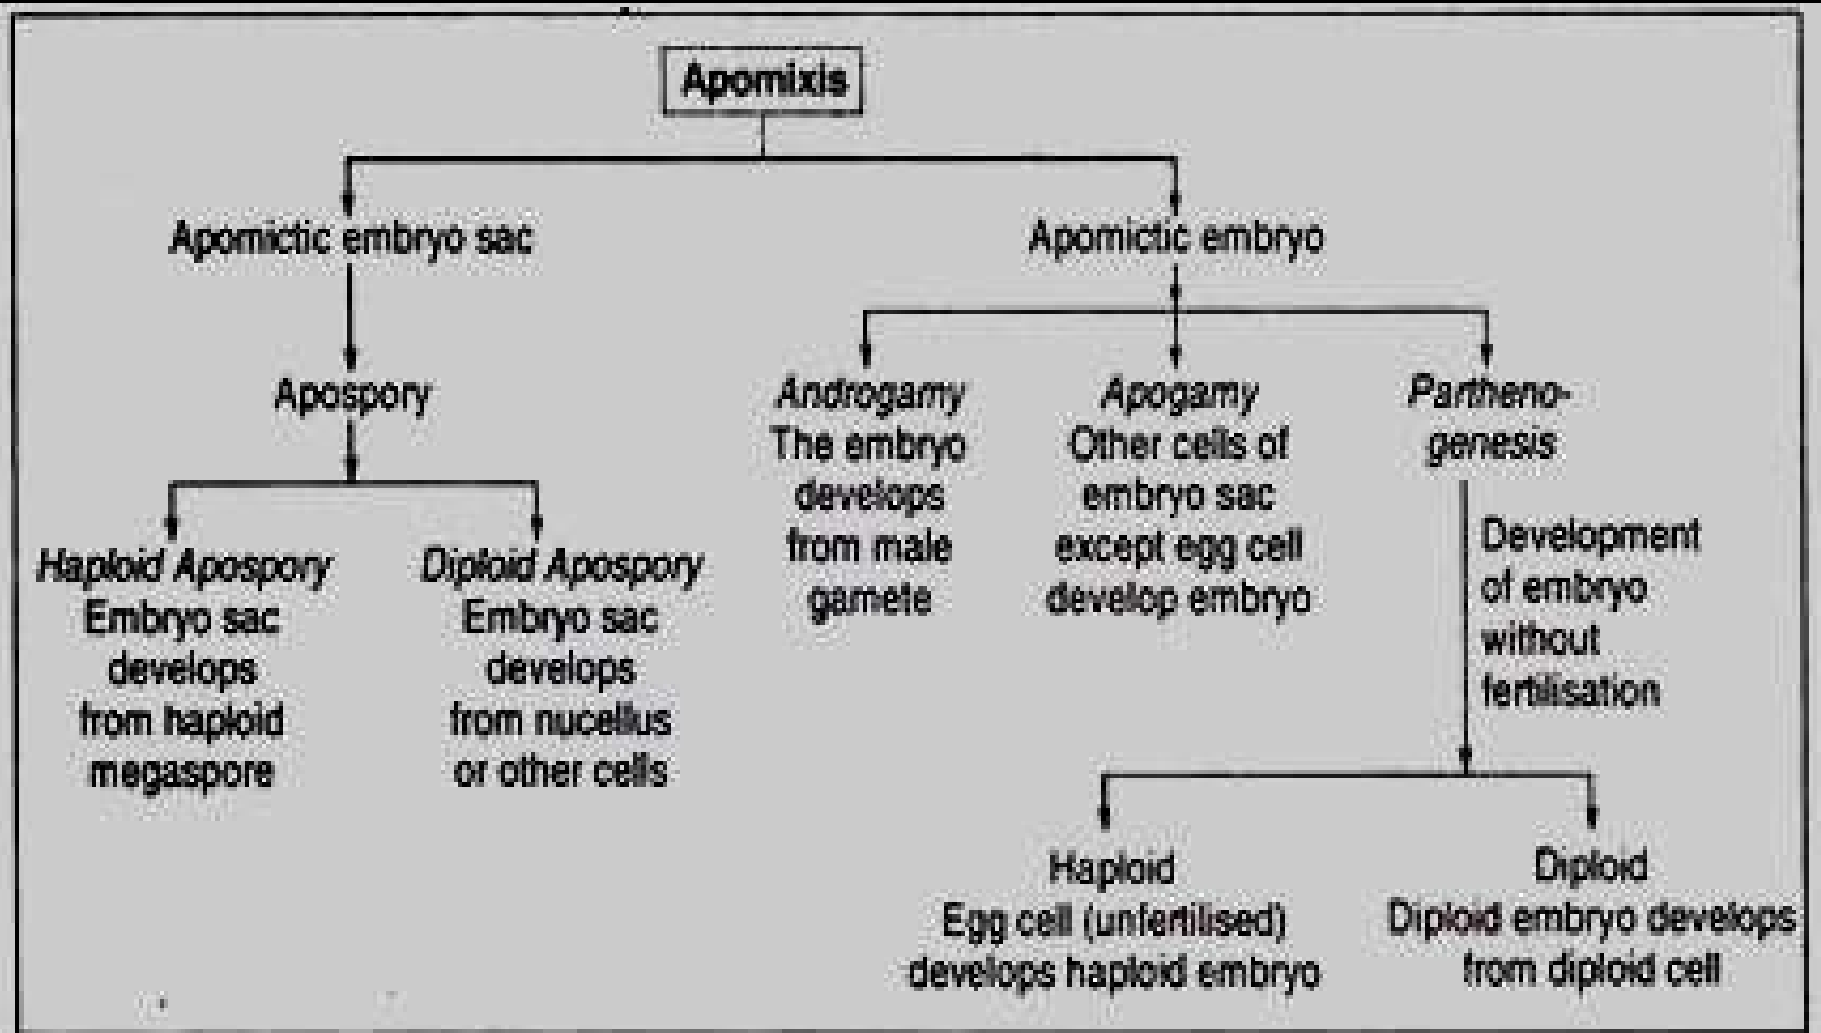 Apomixis
Apomictic embryo sac
Apomictic embryo
Apospory
Haploid Apospory
Embryo sac
develops
from haploid
megaspore
Diploid Apospory
Embryo sac
develops
from nucellus
or other cells
Androgamy
The embryo
develops
from male
gamete
Apogamy
Other cells of
embryo sac
except egg cell
develop embryo
Partheno-
genesis
Development
of embryo
without
fertilisation
Haploid
Egg cell (unfertilised)
develops haploid embryo
Diploid
Diploid embryo develops
from diploid cell